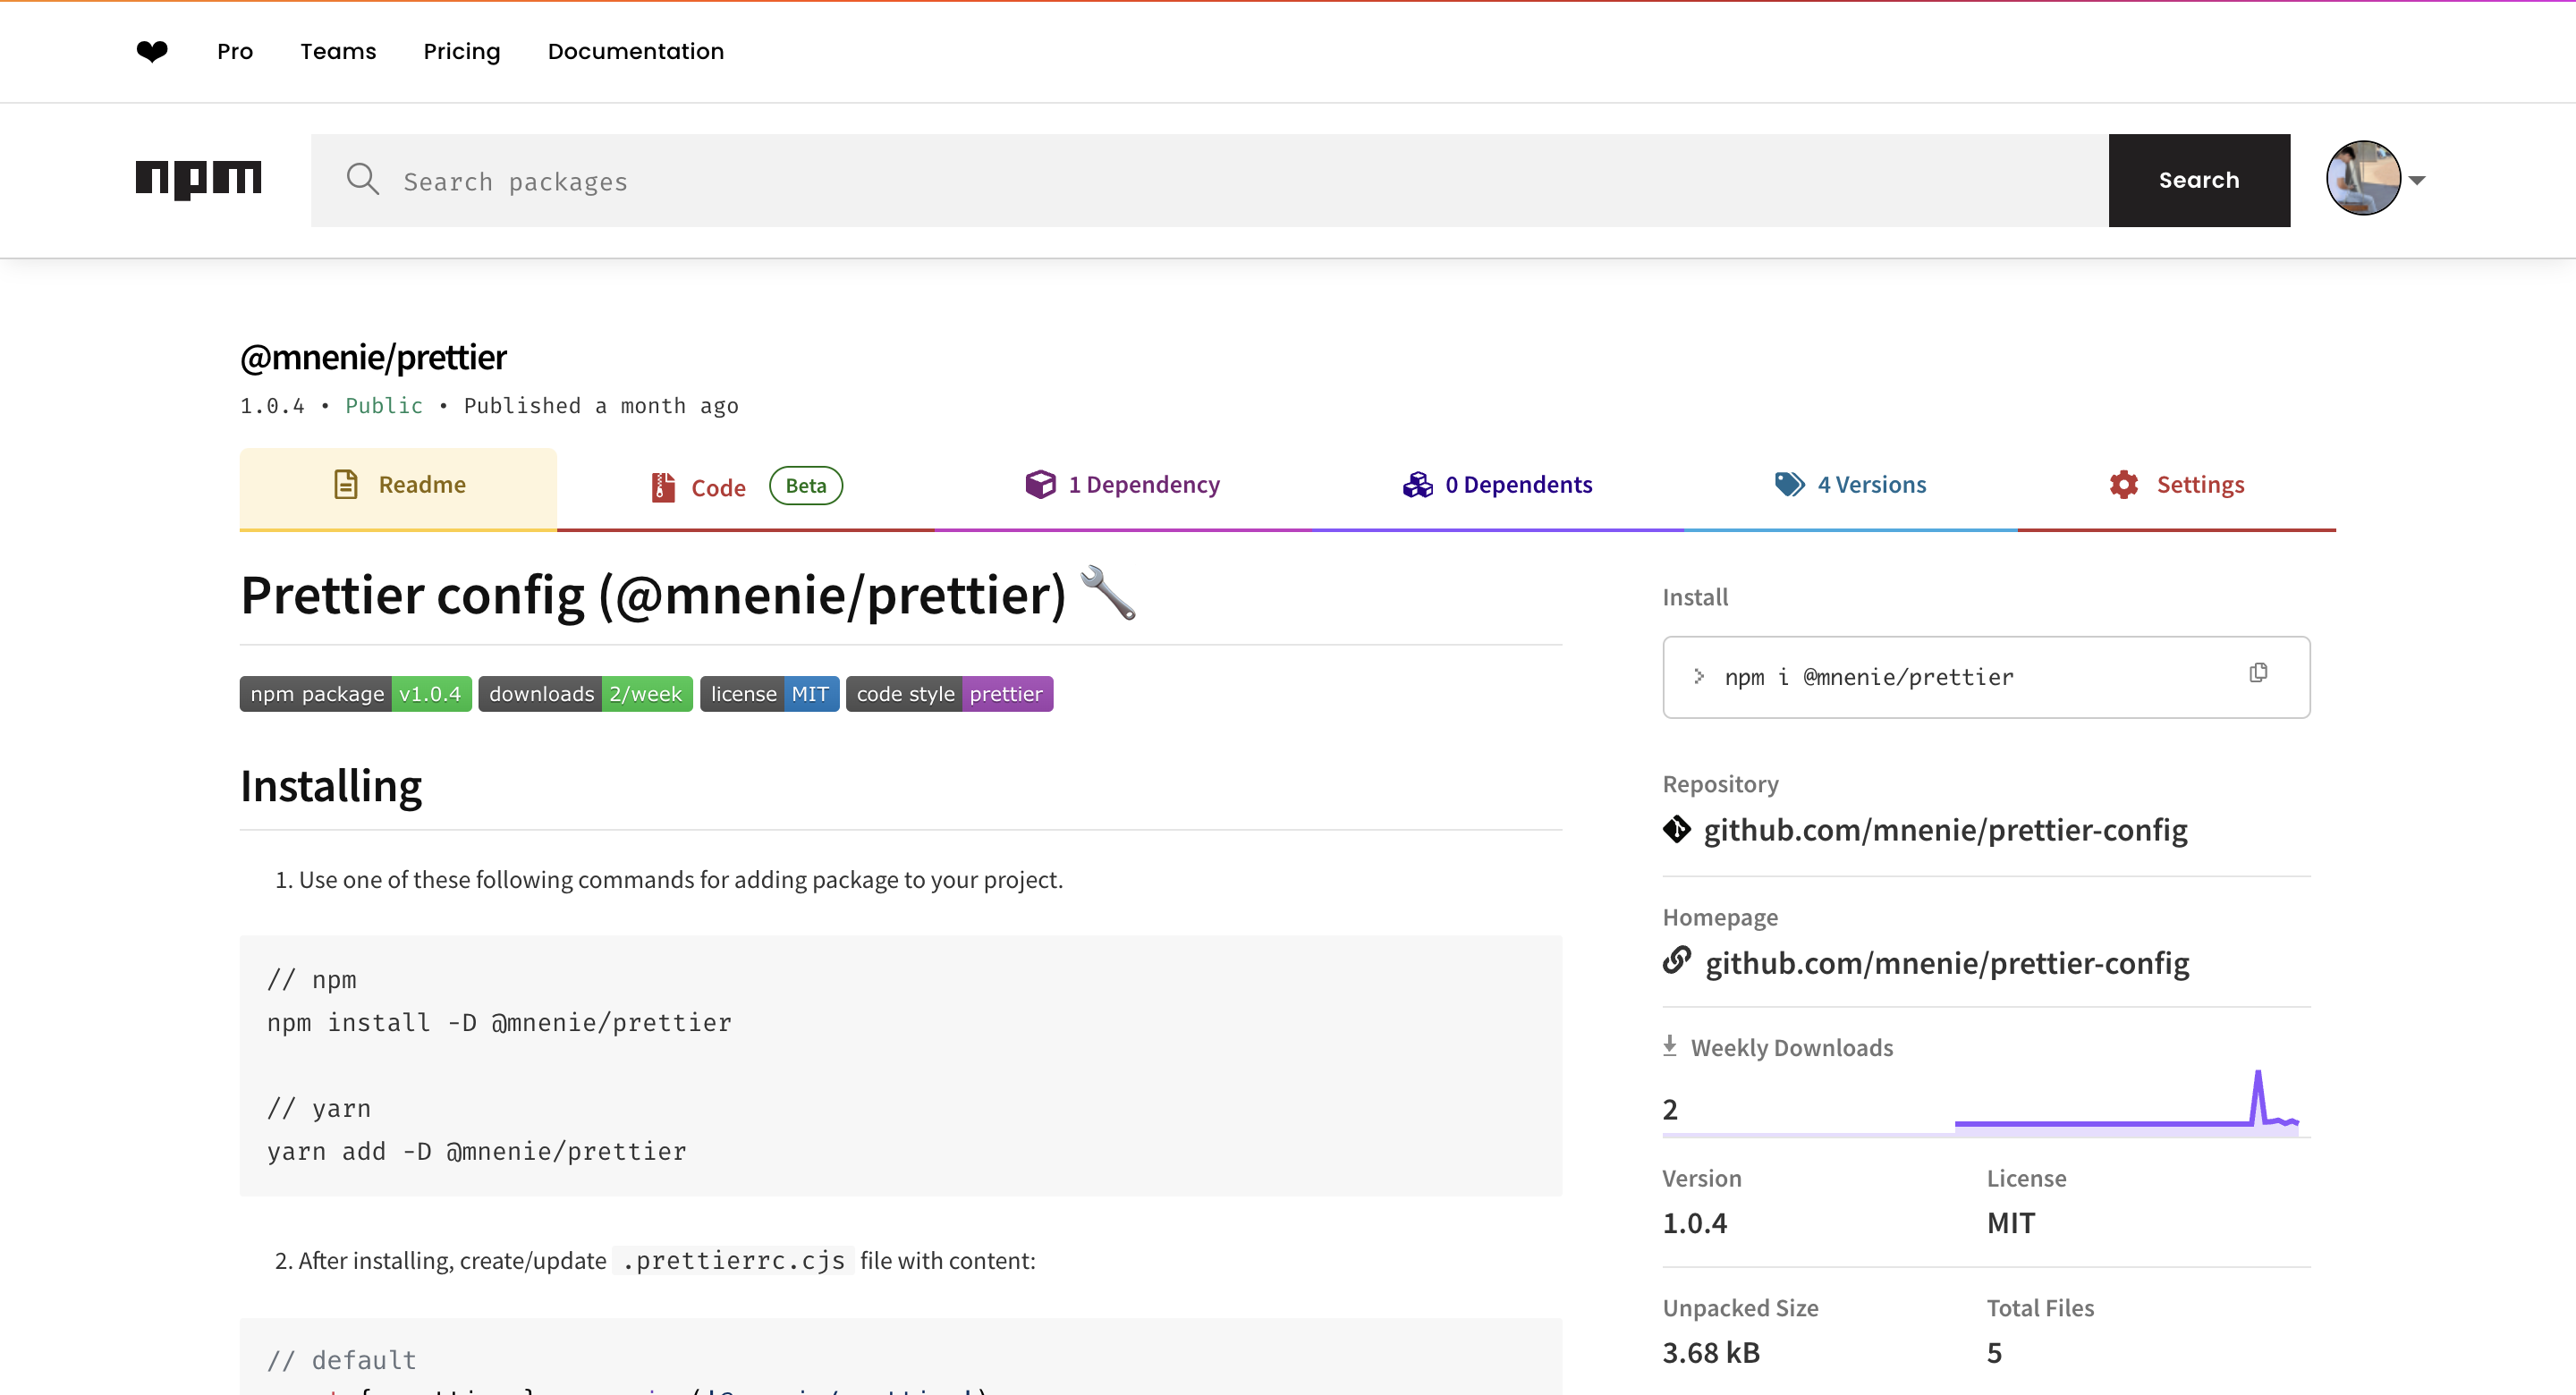 Pro Teams Pricing Documentation
npm
Search packages
Search
@mnenie/prettier
1.0.4 • Public • Published a month ago
Readme
Code Beta
1 Dependency
0 Dependents
4 Versions
Settings
Prettier config (@mnenie/prettier) 🔧
npm package v1.0.4 downloads 2/week license MIT code style prettier
Installing
1. Use one of these following commands for adding package to your project.
// npm
npm install -D @mnenie/prettier
// yarn
yarn add -D @mnenie/prettier
2. After installing, create/update .prettierrc.cjs file with content:
// default
Install
npm i @mnenie/prettier
Repository
github.com/mnenie/prettier-config
Homepage
github.com/mnenie/prettier-config
Weekly Downloads
2
Version
1.0.4
License
MIT
Unpacked Size
3.68 kB
Total Files
5